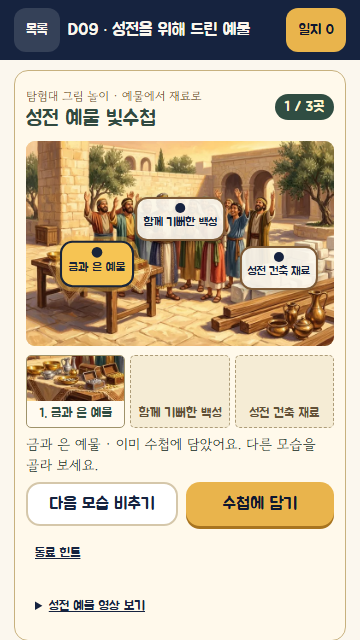 목록
D09 · 성전을 위해 드린 예물
일지 0
탐험대 그림 놀이 · 예물에서 재료로
성전 예물 빛수첩
1 / 3곳
함께 기뻐한 백성
금과 은 예물
성전 건축 재료
1. 금과 은 예물
함께 기뻐한 백성
성전 건축 재료
금과 은 예물 · 이미 수첩에 담았어요. 다른 모습을
골라 보세요.
다음 모습 비추기
수첩에 담기
동료 힌트
▶ 성전 예물 영상 보기